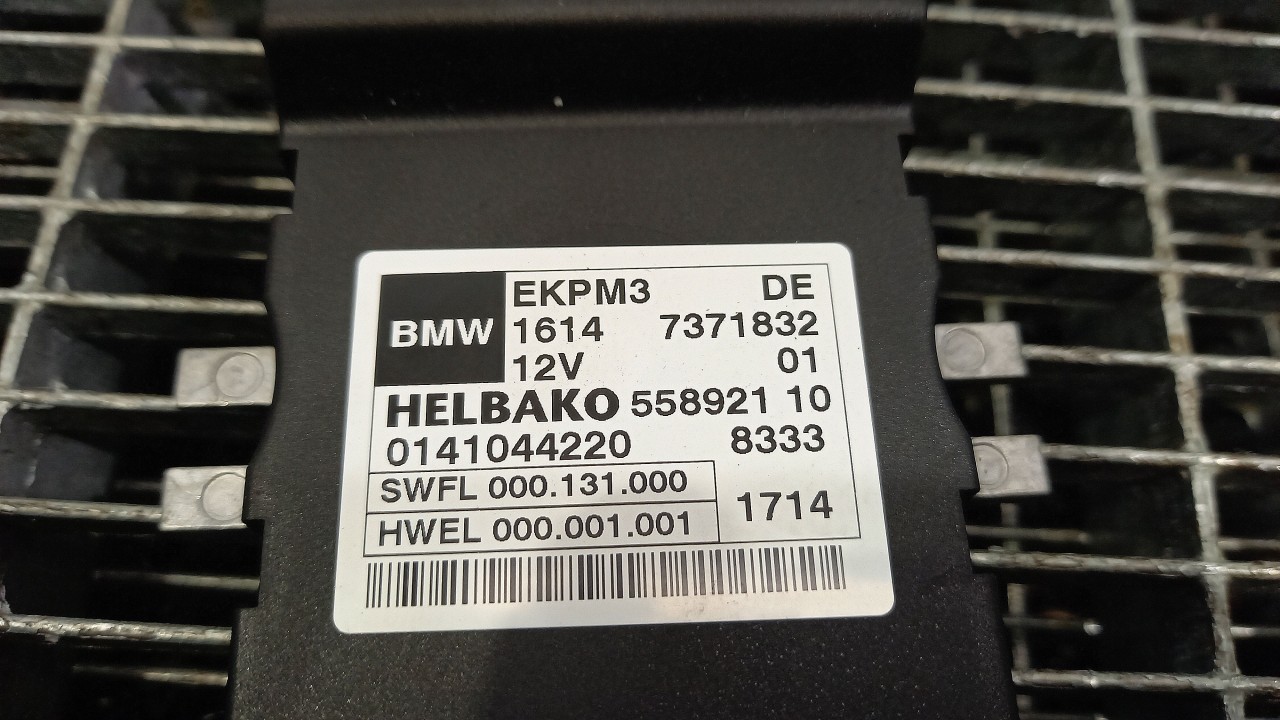 BMW
EKPM3 DE
1614 7371832
12V 01
HELBAKO 558921 10
0141044220 8333
SWFL 000.131.000
HWEL 000.001.001
1714